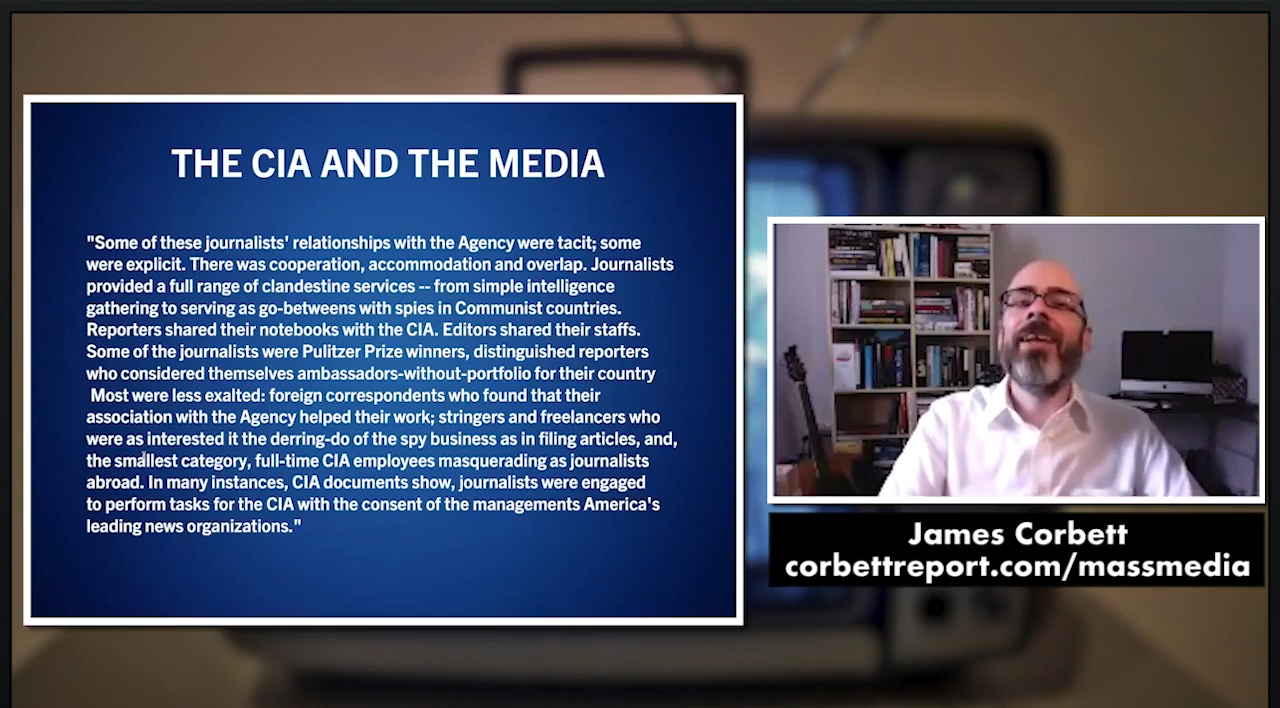 THE CIA AND THE MEDIA
"Some of these journalists' relationships with the Agency were tacit; some
were explicit. There was cooperation, accommodation and overlap. Journalists
provided a full range of clandestine services -- from simple intelligence
gathering to serving as go-betweens with spies in Communist countries.
Reporters shared their notebooks with the CIA. Editors shared their staffs.
Some of the journalists were Pulitzer Prize winners, distinguished reporters
who considered themselves ambassadors-without-portfolio for their country
Most were less exalted: foreign correspondents who found that their
association with the Agency helped their work; stringers and freelancers who
were as interested it the derring-do of the spy business as in filing articles, and,
the smallest category, full-time CIA employees masquerading as journalists
abroad. In many instances, CIA documents show, journalists were engaged
to perform tasks for the CIA with the consent of the managements America's
leading news organizations."
James Corbett
corbettreport.com/massmedia